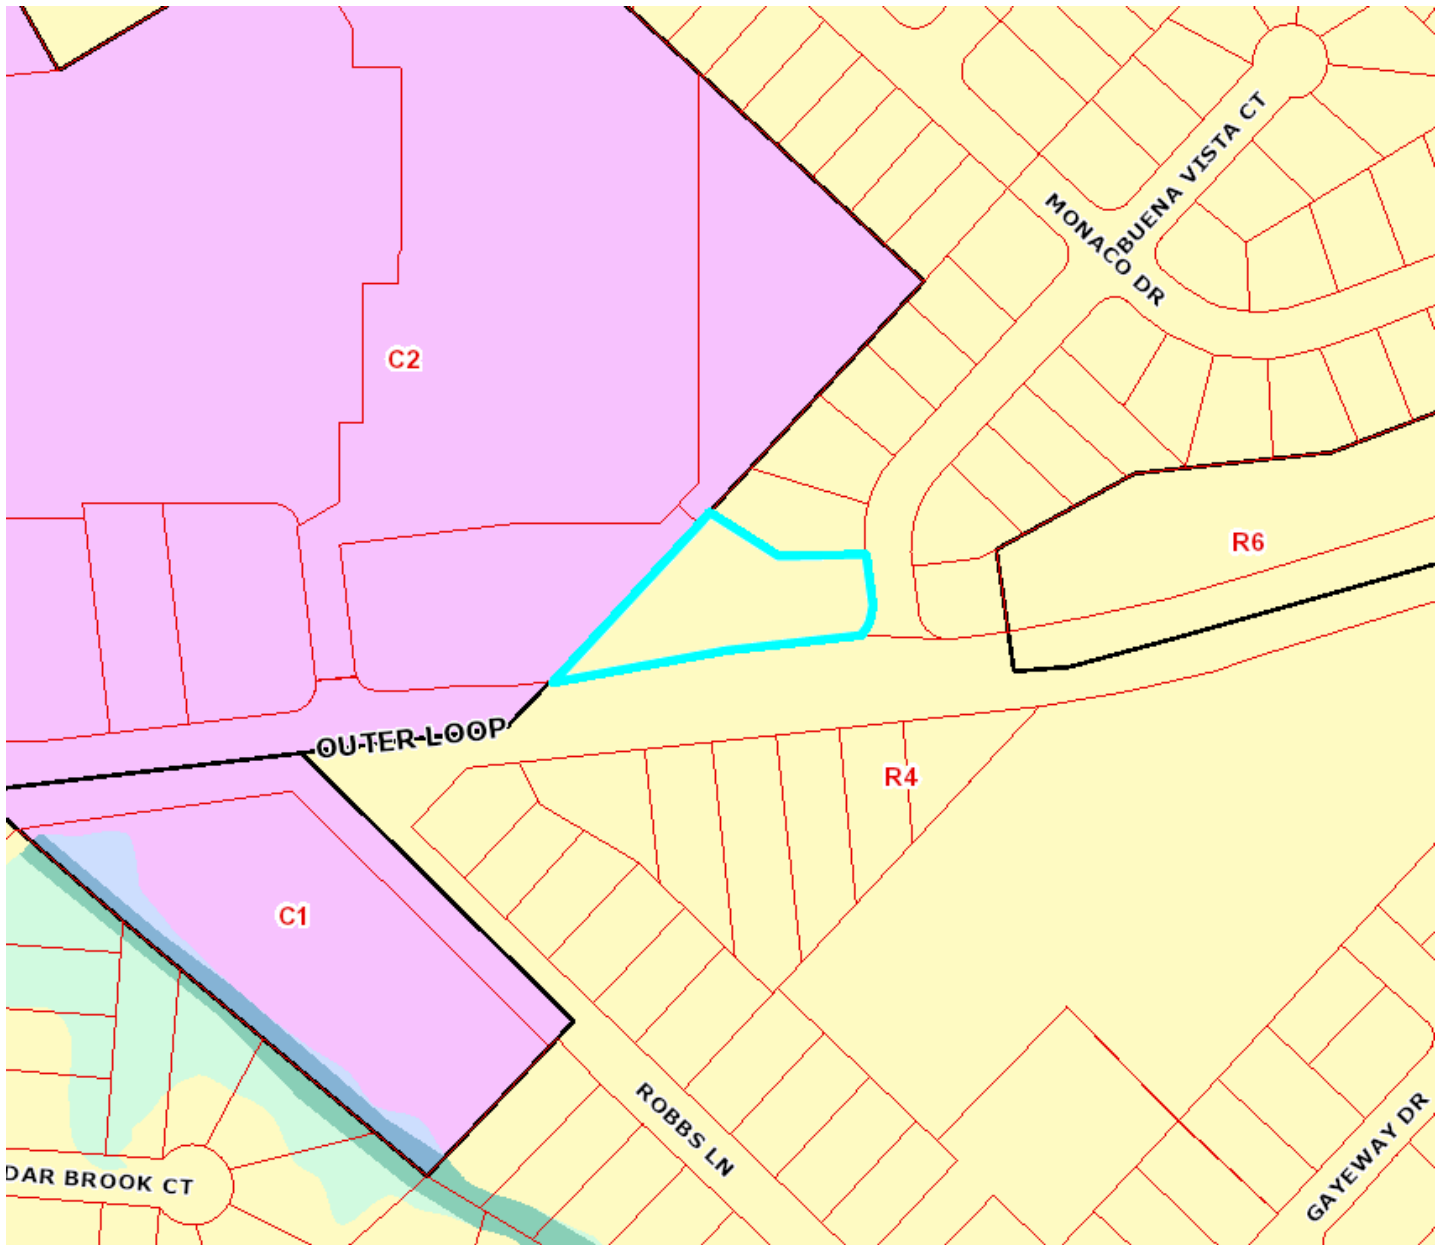 BUENA VISTA CT
MONACO DR
C2
R6
OUTER LOOP
R4
C1
ROBBS LN
DAR BROOK CT
GAYEWAY DR